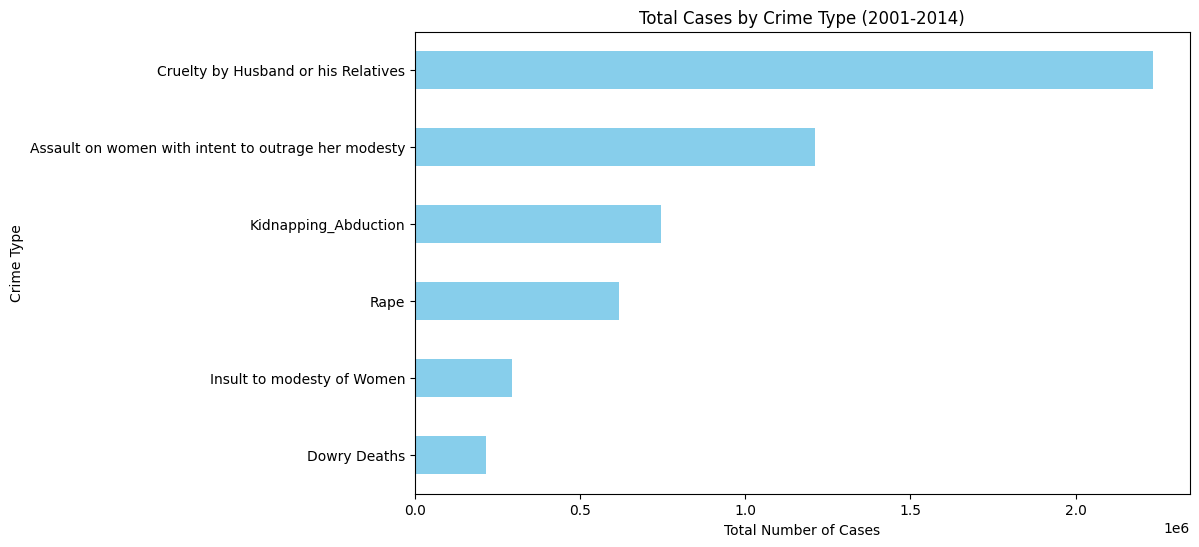 Total Cases by Crime Type (2001-2014)
Crime Type
Cruelty by Husband or his Relatives
Assault on women with intent to outrage her modesty
Kidnapping_Abduction
Rape
Insult to modesty of Women
Dowry Deaths
0.0 0.5 1.0 1.5 2.0
1e6
Total Number of Cases